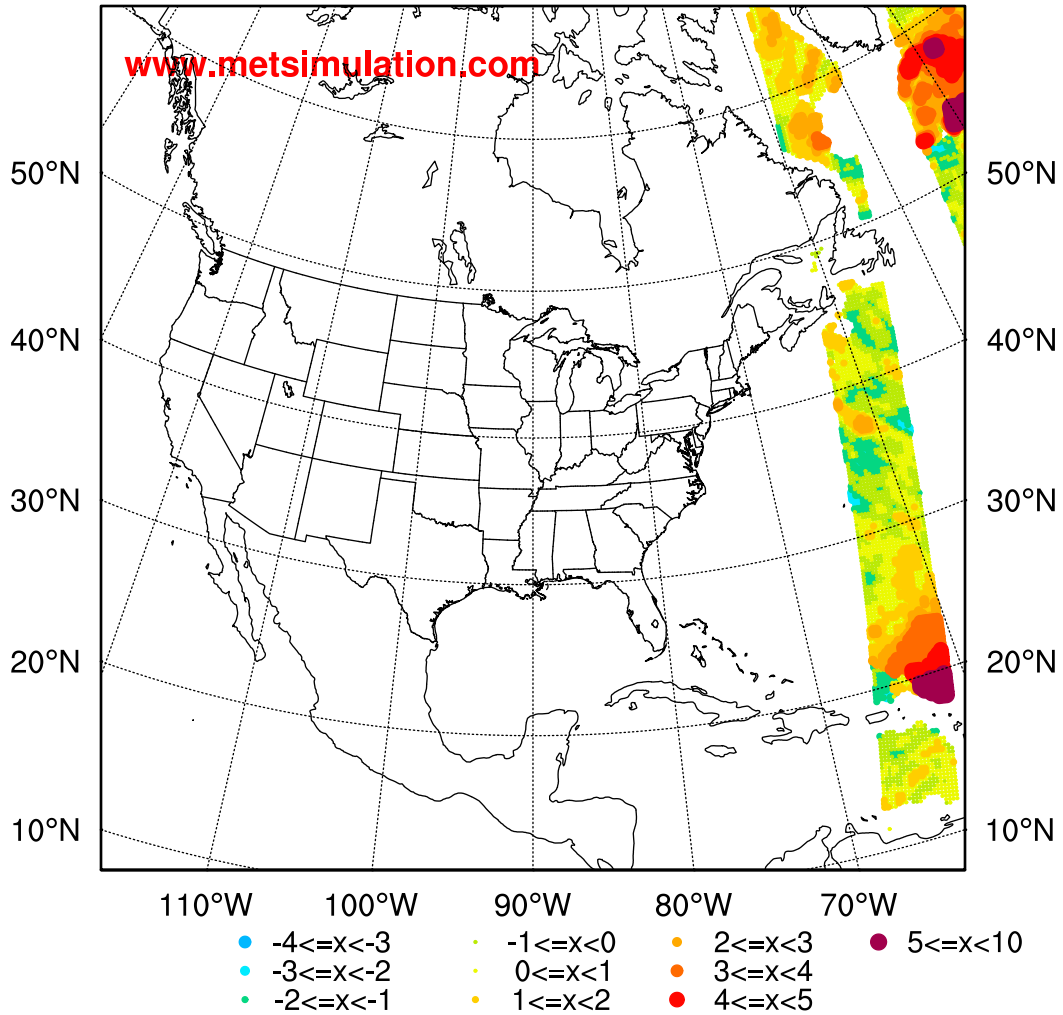 www.metsimulation.com
50°N 50°N
40°N 40°N
30°N 30°N
20°N 20°N
10°N 10°N
110°W 100°W 90°W 80°W 70°W
-4<=x<-3 -1<=x<0 2<=x<3 5<=x<10
-3<=x<-2 0<=x<1 3<=x<4
-2<=x<-1 1<=x<2 4<=x<5